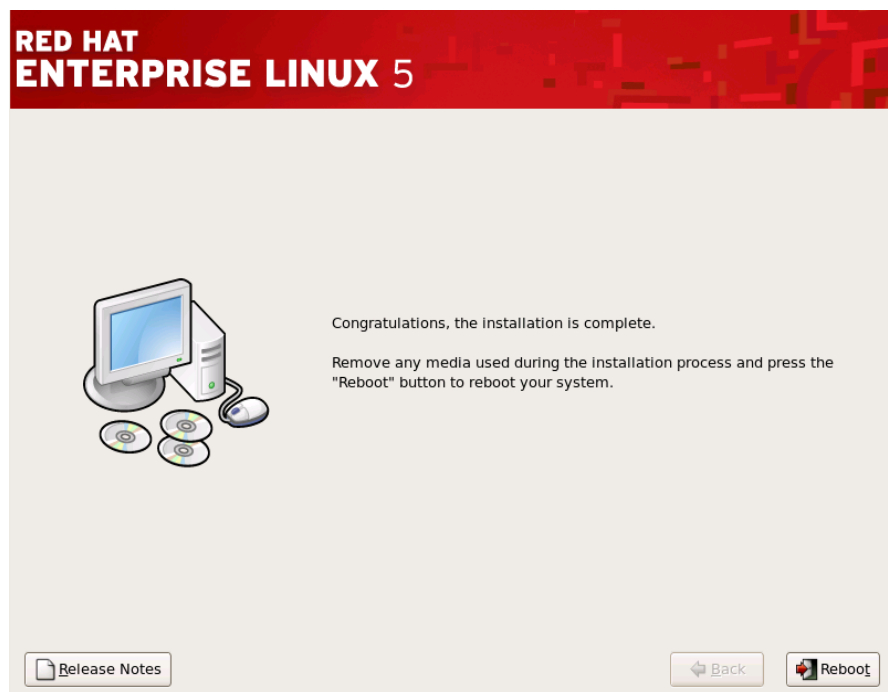 RED HAT
ENTERPRISE LINUX 5
Congratulations, the installation is complete.
Remove any media used during the installation process and press the
"Reboot" button to reboot your system.
Release Notes
Back
Reboot